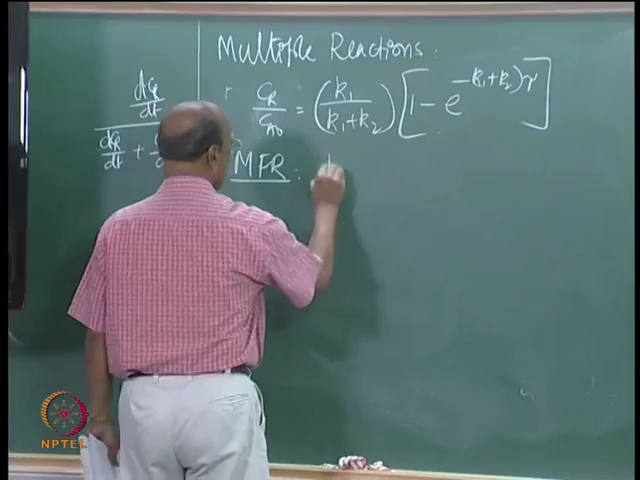 Multiple Reactions:
dCR/dt
dCR/dt +
CR/CA0 = (k1/k1+k2) [1 - e^-k1+k2)τ]
MFR:
NPTEL